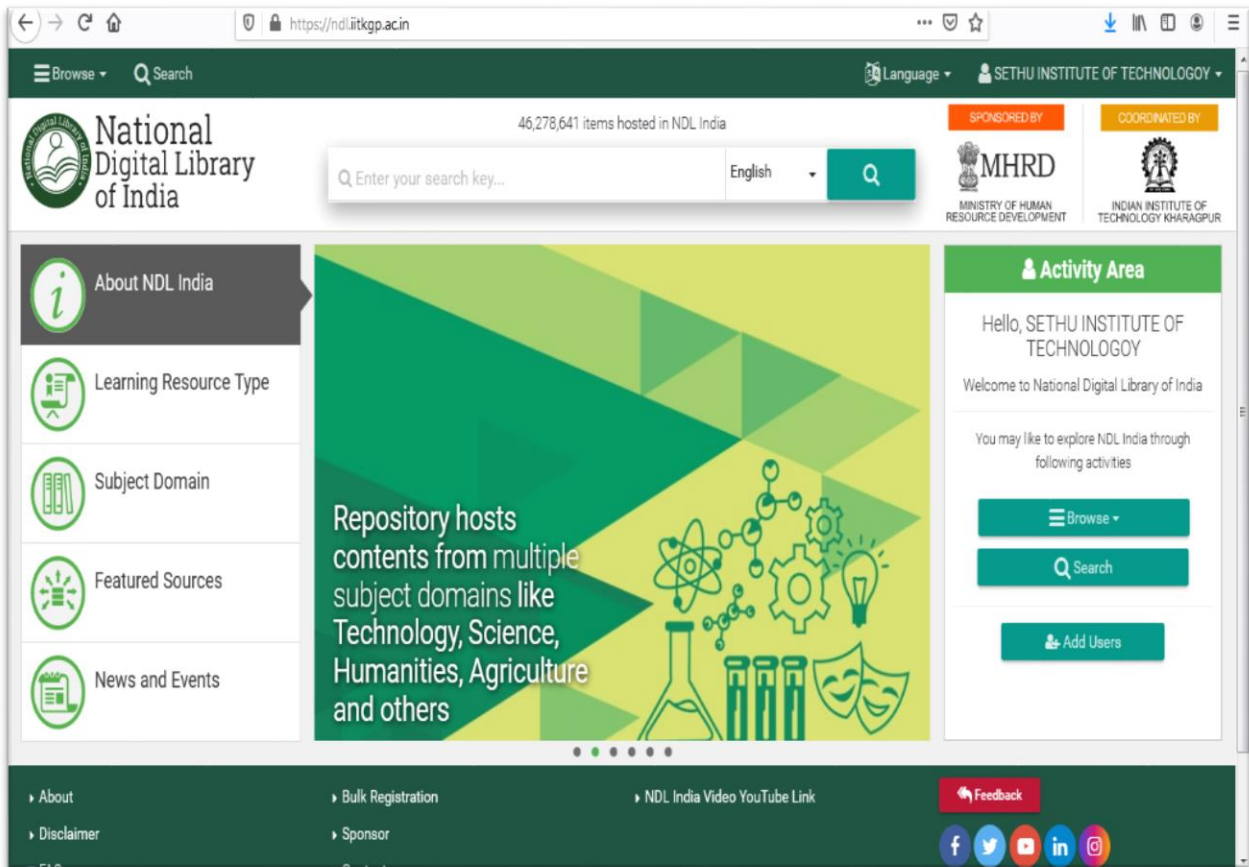 https://ndl.iitkgp.ac.in
Browse
Search
Language
SETHU INSTITUTE OF TECHNOLOGOY
National Digital Library of India
National
Digital Library
of India
46,278,641 items hosted in NDL India
Enter your search key...
English
SPONSORED BY
MHRD
MINISTRY OF HUMAN
RESOURCE DEVELOPMENT
COORDINATED BY
INDIAN INSTITUTE OF
TECHNOLOGY KHARAGPUR
About NDL India
Learning Resource Type
Subject Domain
Featured Sources
News and Events
Repository hosts
contents from multiple
subject domains like
Technology, Science,
Humanities, Agriculture
and others
Activity Area
Hello, SETHU INSTITUTE OF
TECHNOLOGOY
Welcome to National Digital Library of India
You may like to explore NDL India through
following activities
Browse
Search
Add Users
About
Bulk Registration
NDL India Video YouTube Link
Feedback
Disclaimer
Sponsor